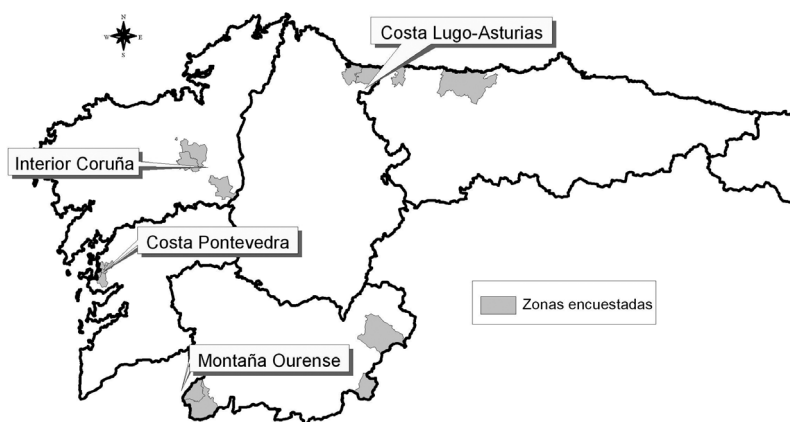 N
W E
S
Costa Lugo-Asturias
Interior Coruña
Costa Pontevedra
Zonas encuestadas
Montaña Ourense